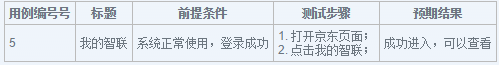 用例编号号 标题 前提条件 测试步骤 预期结果
5 我的智联 系统正常使用，登录成功 1. 打开京东页面；
2. 点击我的智联； 成功进入，可以查看